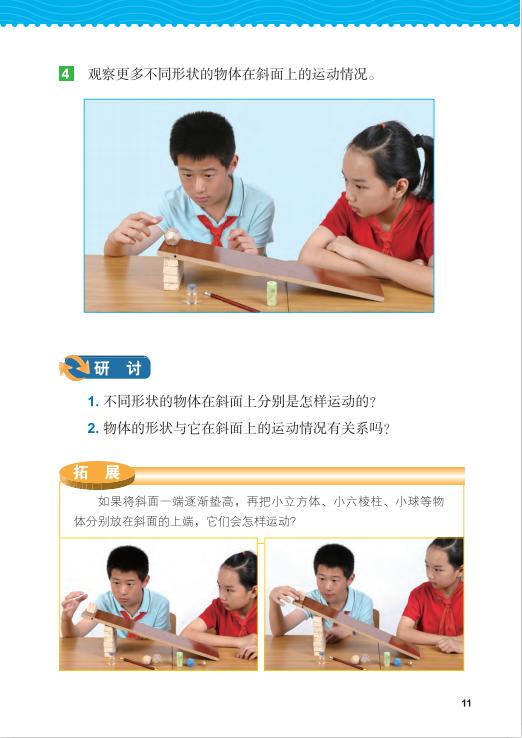 4 观察更多不同形状的物体在斜面上的运动情况。
研 讨
1. 不同形状的物体在斜面上分别是怎样运动的？
2. 物体的形状与它在斜面上的运动情况有关系吗？
拓 展
如果将斜面一端逐渐垫高，再把小立方体、小六棱柱、小球等物
体分别放在斜面的上端，它们会怎样运动？
11